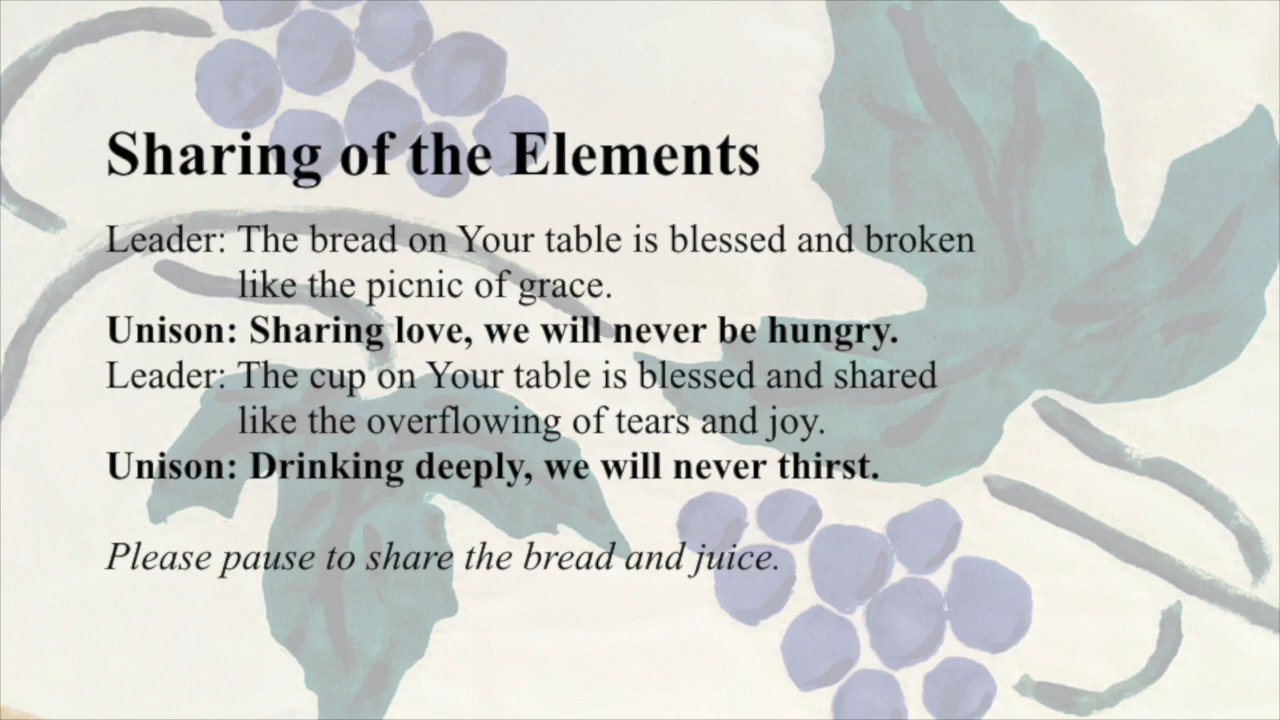 Sharing of the Elements
Leader: The bread on Your table is blessed and broken
like the picnic of grace.
Unison: Sharing love, we will never be hungry.
Leader: The cup on Your table is blessed and shared
like the overflowing of tears and joy.
Unison: Drinking deeply, we will never thirst.
Please pause to share the bread and juice.